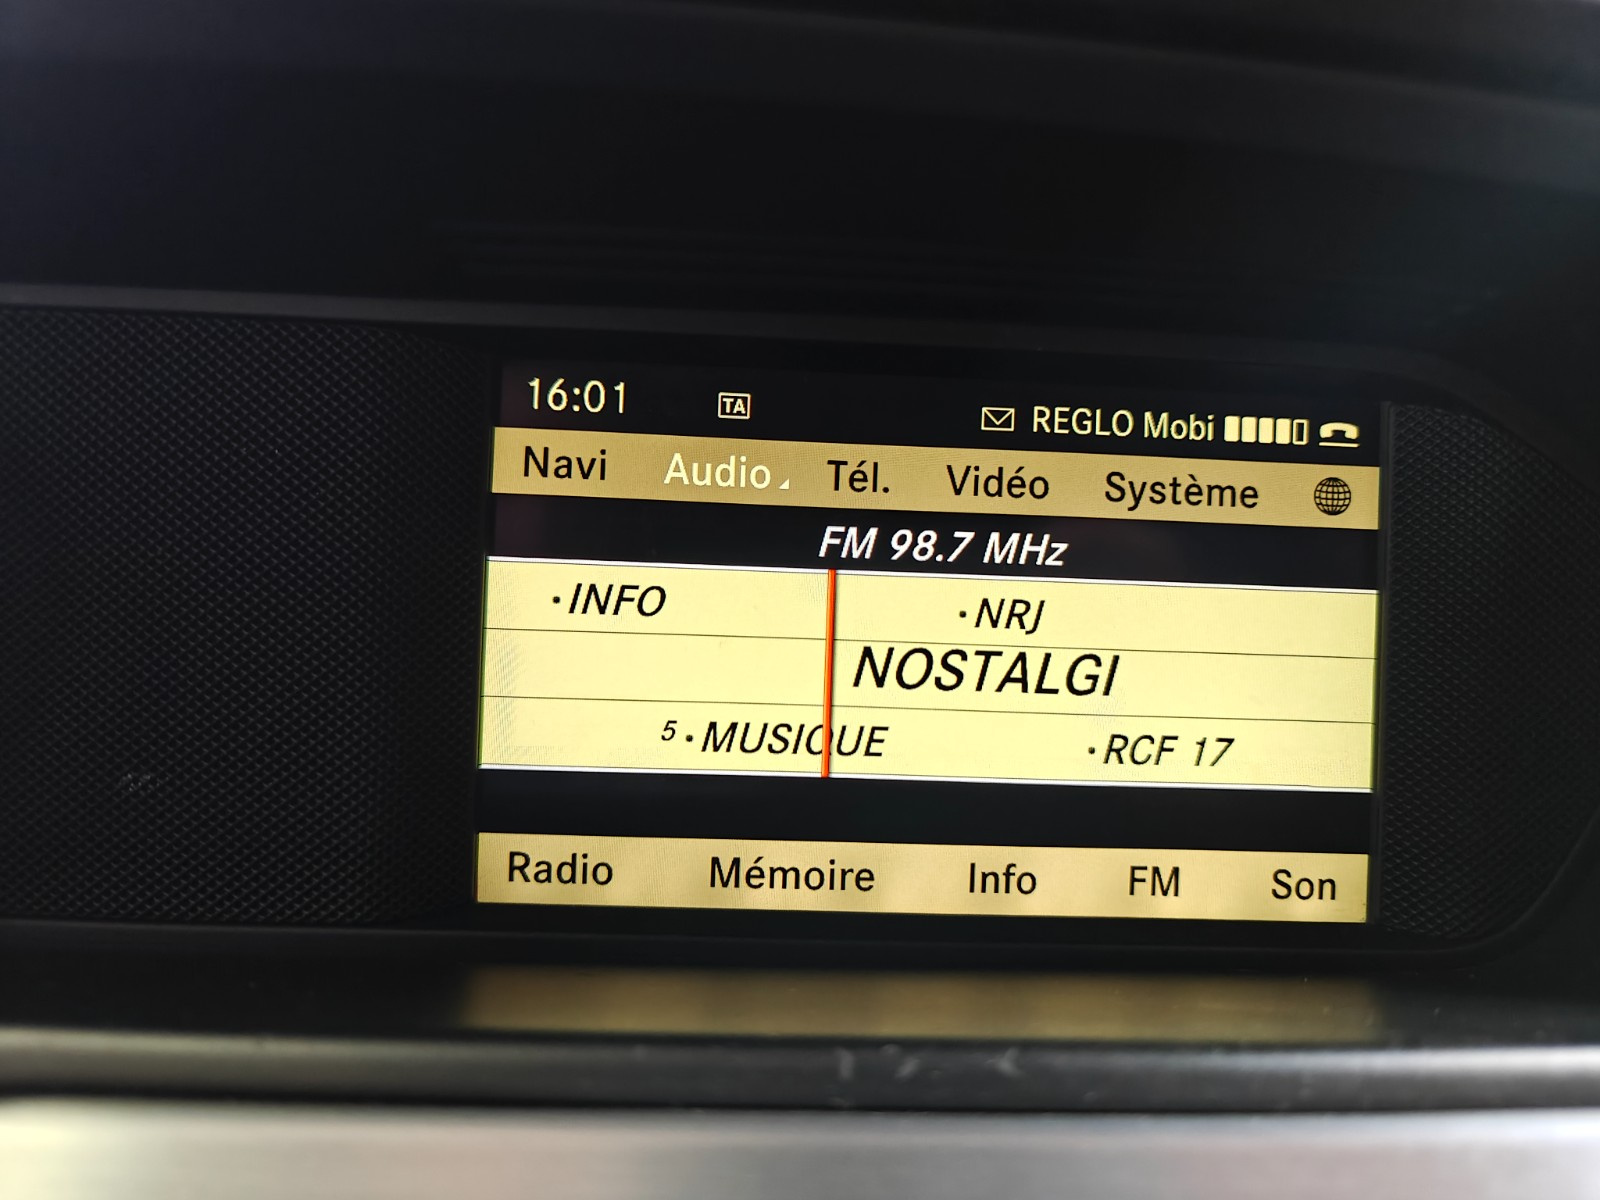 16:01 TA REGLO Mobi
Navi Audio Tél. Vidéo Système
FM 98.7 MHz
·INFO ·NRJ
NOSTALGI
5·MUSIQUE ·RCF 17
Radio Mémoire Info FM Son